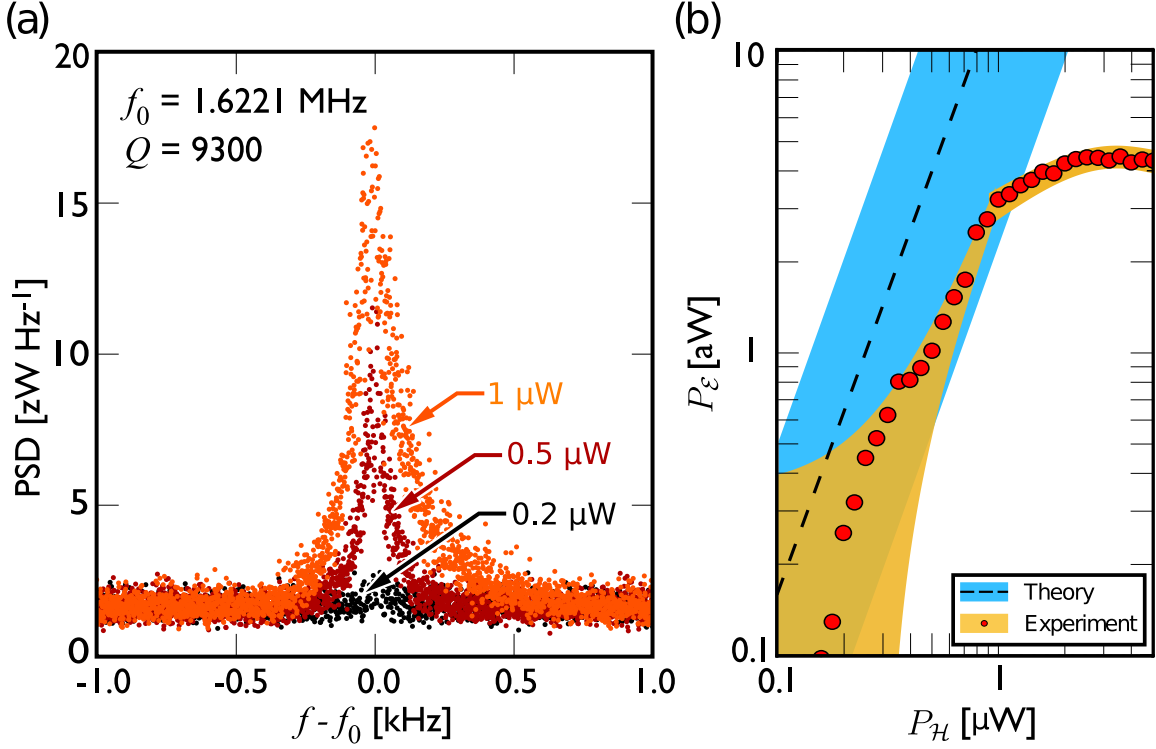 (a)
20
15
10
5
0
PSD [zW Hz⁻¹]
f₀ = 1.6221 MHz
Q = 9300
1 µW
0.5 µW
0.2 µW
-1.0 -0.5 0.0 0.5 1.0
f - f₀ [kHz]
(b)
10
1
0.1
P_ℰ [aW]
Theory
Experiment
0.1 1
P_ℋ [µW]